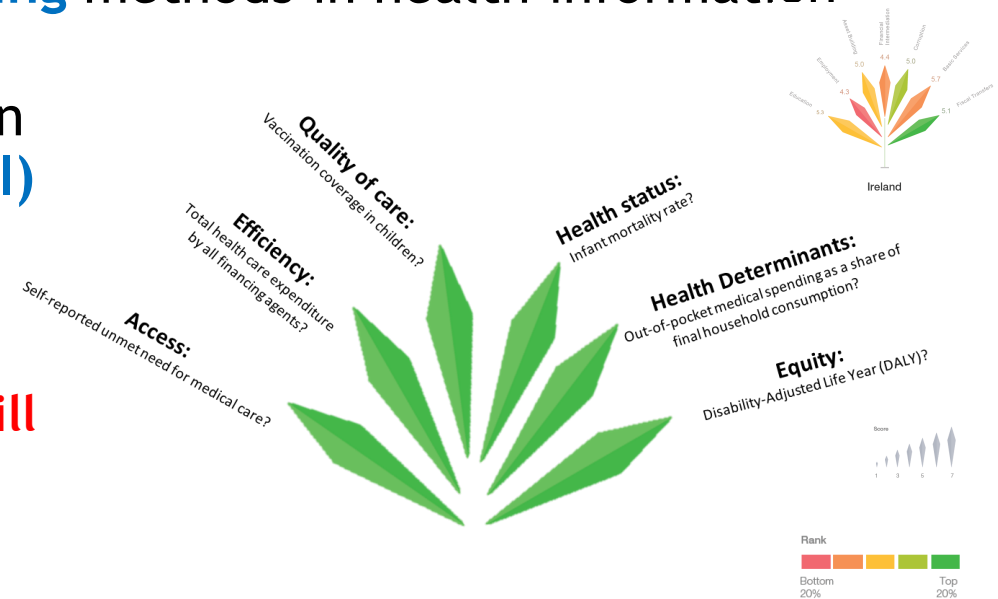 ing methods in health information
n
l)
ill
Quality of care:
Vaccination coverage in children?
Efficiency:
Total health care expenditure
by all financing agents?
Access:
Self-reported unmet need for medical care?
Health status:
Infant mortality rate?
Health Determinants:
Out-of-pocket medical spending as a share of
final household consumption?
Equity:
Disability-Adjusted Life Year (DALY)?
Education
Employment
Asset Building
Financial
Intermediation
Corruption
Basic Services
Fiscal Transfers
5.5
4.3
5.0
4.4
5.0
5.7
5.1
Ireland
Score
1 3 5 7
Rank
Bottom
20%
Top
20%